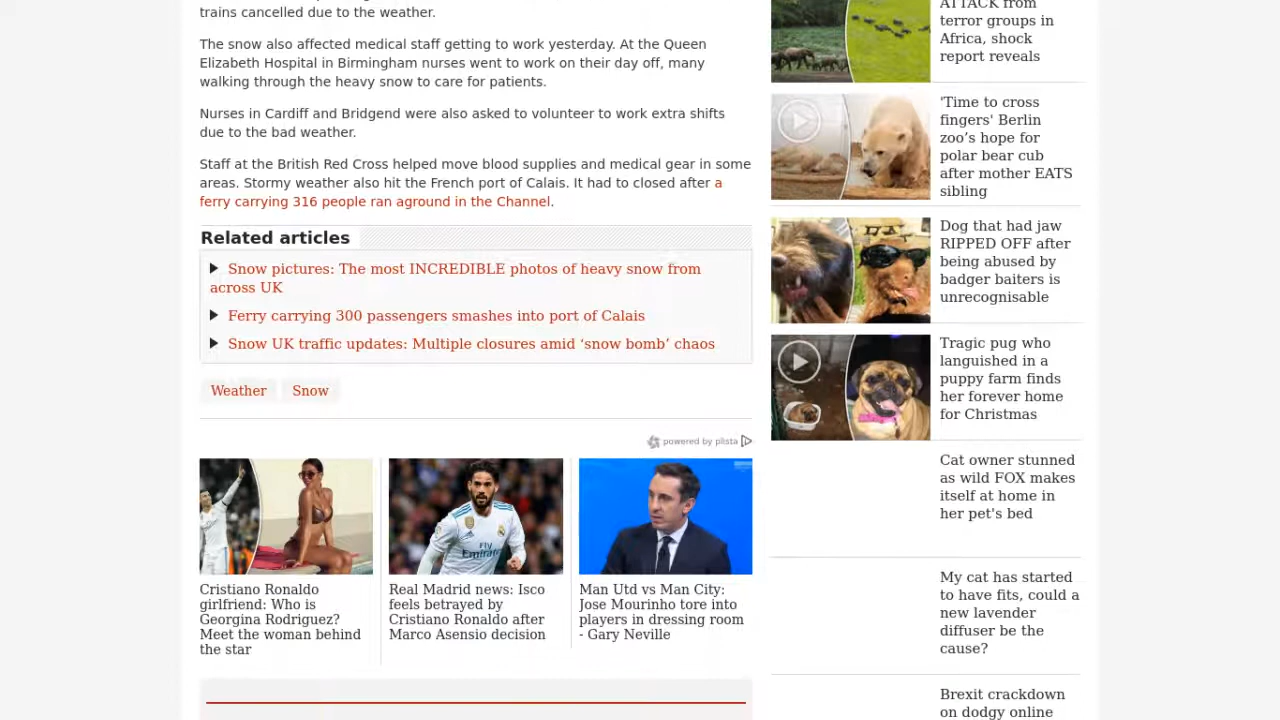 trains cancelled due to the weather.
The snow also affected medical staff getting to work yesterday. At the Queen
Elizabeth Hospital in Birmingham nurses went to work on their day off, many
walking through the heavy snow to care for patients.
Nurses in Cardiff and Bridgend were also asked to volunteer to work extra shifts
due to the bad weather.
Staff at the British Red Cross helped move blood supplies and medical gear in some
areas. Stormy weather also hit the French port of Calais. It had to closed after a
ferry carrying 316 people ran aground in the Channel.
Related articles
Snow pictures: The most INCREDIBLE photos of heavy snow from
across UK
Ferry carrying 300 passengers smashes into port of Calais
Snow UK traffic updates: Multiple closures amid ‘snow bomb’ chaos
Weather Snow
powered by plista
Fly
Emirates
Cristiano Ronaldo
girlfriend: Who is
Georgina Rodriguez?
Meet the woman behind
the star
Real Madrid news: Isco
feels betrayed by
Cristiano Ronaldo after
Marco Asensio decision
Man Utd vs Man City:
Jose Mourinho tore into
players in dressing room
- Gary Neville
ATTACK from
terror groups in
Africa, shock
report reveals
'Time to cross
fingers' Berlin
zoo’s hope for
polar bear cub
after mother EATS
sibling
Dog that had jaw
RIPPED OFF after
being abused by
badger baiters is
unrecognisable
Tragic pug who
languished in a
puppy farm finds
her forever home
for Christmas
Cat owner stunned
as wild FOX makes
itself at home in
her pet's bed
My cat has started
to have fits, could a
new lavender
diffuser be the
cause?
Brexit crackdown
on dodgy online